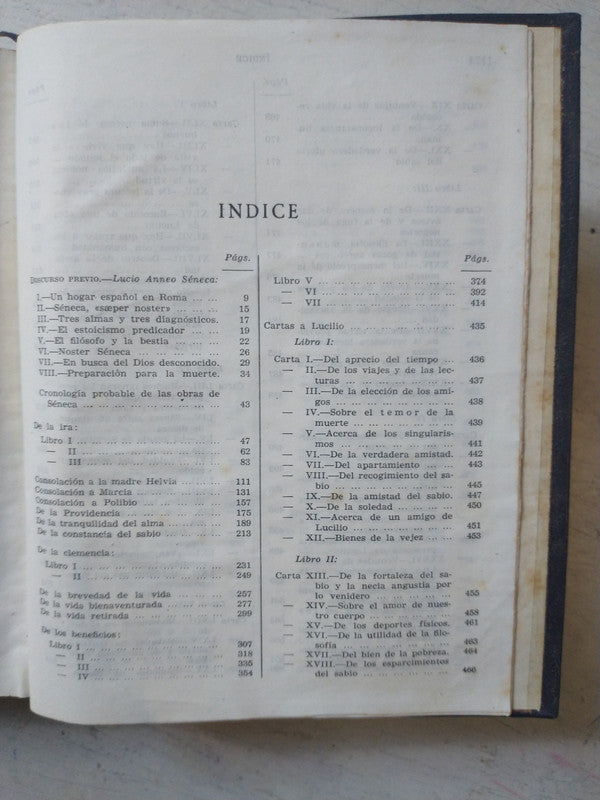 INDICE
Págs.
DISCURSO PREVIO.—Lucio Anneo Séneca:
I.—Un hogar español en Roma ... ... 9
II.—Séneca, «sæper noster» ... ... ... 15
III.—Tres almas y tres diagnósticos. 17
IV.—El estoicismo predicador ... ... 19
V.—El filósofo y la bestia ... ... ... 22
VI.—Noster Séneca ... ... ... ... ... 26
VII.—En busca del Dios desconocido. 29
VIII.—Preparación para la muerte. 34
Cronología probable de las obras de
Séneca ... ... ... ... ... ... ... ... 43
De la ira:
Libro I ... ... ... ... ... ... ... ... 47
— II ... ... ... ... ... ... ... ... 62
— III ... ... ... ... ... ... ... ... 83
Consolación a la madre Helvia ... ... 111
Consolación a Marcia ... ... ... ... ... 131
Consolación a Polibio ... ... ... ... ... 157
De la Providencia ... ... ... ... ... ... 175
De la tranquilidad del alma ... ... ... 189
De la constancia del sabio ... ... ... 213
De la clemencia:
Libro I ... ... ... ... ... ... ... ... 231
— II ... ... ... ... ... ... ... ... 249
De la brevedad de la vida ... ... ... 257
De la vida bienaventurada ... ... ... 277
De la vida retirada ... ... ... ... ... 299
De los beneficios:
Libro I ... ... ... ... ... ... ... ... 307
— II ... ... ... ... ... ... ... ... 318
— III ... ... ... ... ... ... ... ... 335
— IV ... ... ... ... ... ... ... ... 354
Págs.
Libro V ... ... ... ... ... ... ... 374
— VI ... ... ... ... ... ... ... 392
— VII ... ... ... ... ... ... ... 414
Cartas a Lucilio ... ... ... ... ... ... 435
Libro I:
Carta I.—Del aprecio del tiempo ... 436
— II.—De los viajes y de las lec-
turas ... ... ... ... ... ... ... 437
— III.—De la elección de los ami-
gos ... ... ... ... ... ... ... 438
— IV.—Sobre el temor de la
muerte ... ... ... ... ... ... 439
— V.—Acerca de los singularis-
mos ... ... ... ... ... ... ... 441
— VI.—De la verdadera amistad. 442
— VII.—Del apartamiento ... ... 443
— VIII.—Del recogimiento del sa-
bio ... ... ... ... ... ... ... 445
— IX.—De la amistad del sabio. 447
— X.—De la soledad ... ... ... 450
— XI.—Acerca de un amigo de
Lucilio ... ... ... ... ... ... 451
— XII.—Bienes de la vejez ... ... 453
Libro II:
Carta XIII.—De la fortaleza del sa-
bio y la necia angustia por
lo venidero ... ... ... ... ... 455
— XIV.—Sobre el amor de nues-
tro cuerpo ... ... ... ... ... 458
— XV.—De los deportes físicos. 461
— XVI.—De la utilidad de la filo-
sofía ... ... ... ... ... ... ... 463
— XVII.—Del bien de la pobreza. 464
— XVIII.—De los esparcimientos
del sabio ... ... ... ... ... ... 466